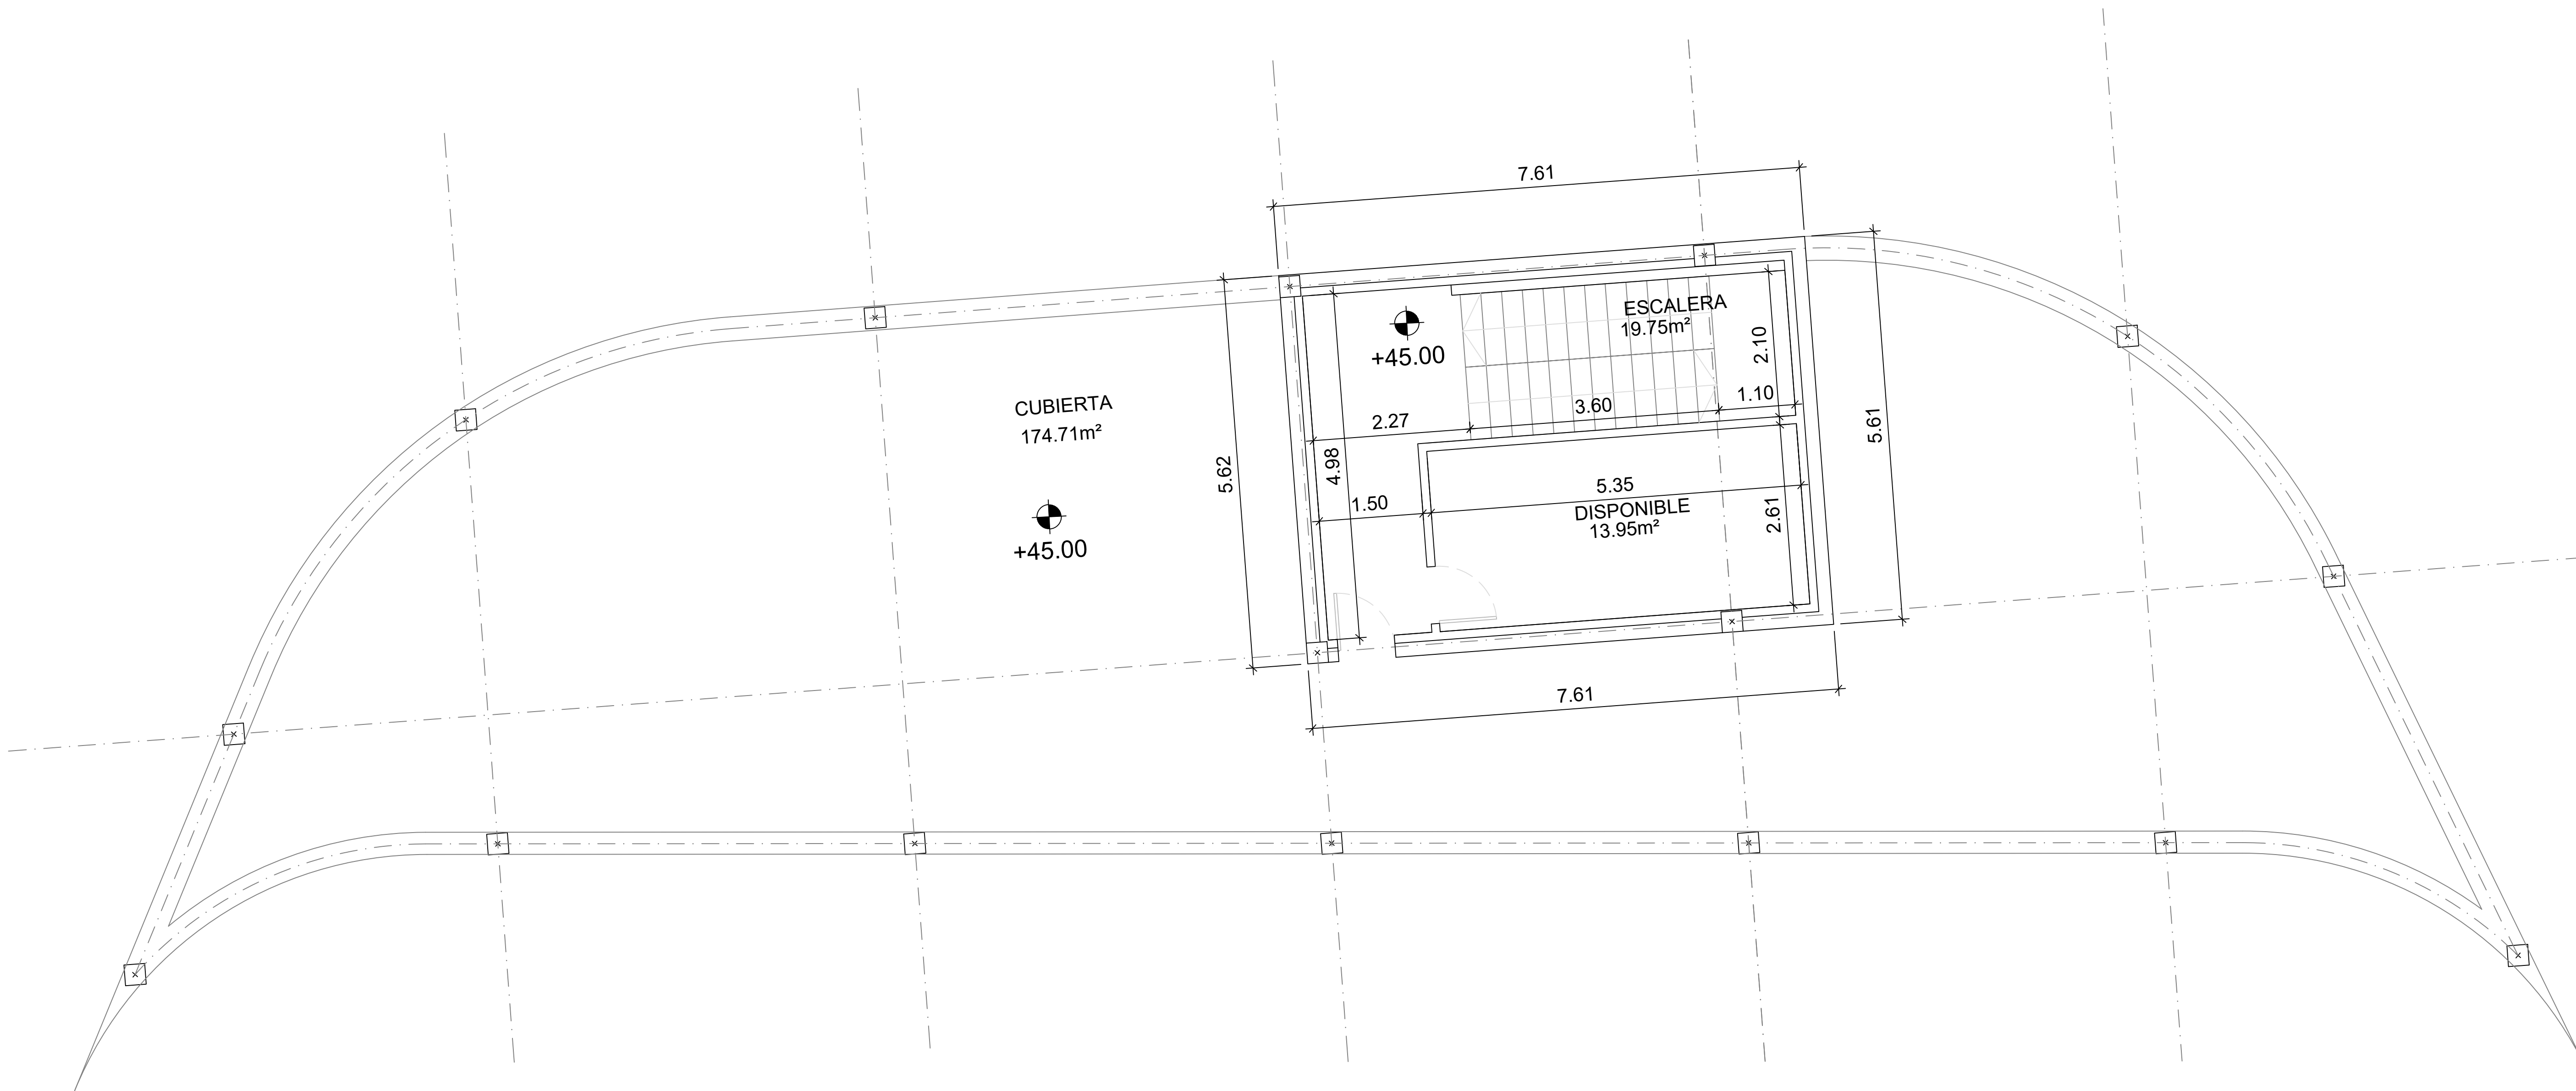 7.61
ESCALERA
19.75m²
+45.00
2.10
1.10
3.60
2.27
CUBIERTA
174.71m²
5.62
4.98
5.61
1.50
5.35
DISPONIBLE
13.95m²
2.61
+45.00
7.61